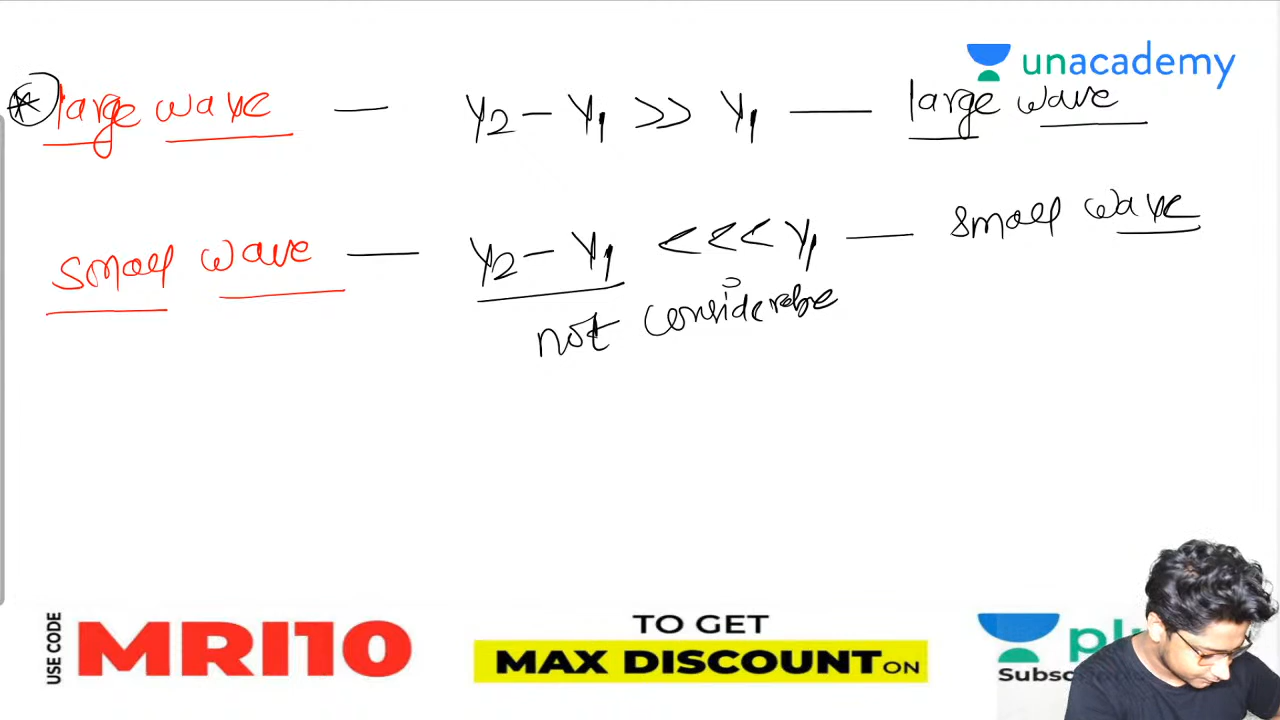 unacademy
* large wave — y2 - y1 >> y1 — large wave
small wave — y2 - y1 <<< y1 — small wave
not considerable
USE CODE MRI10
TO GET
MAX DISCOUNT ON